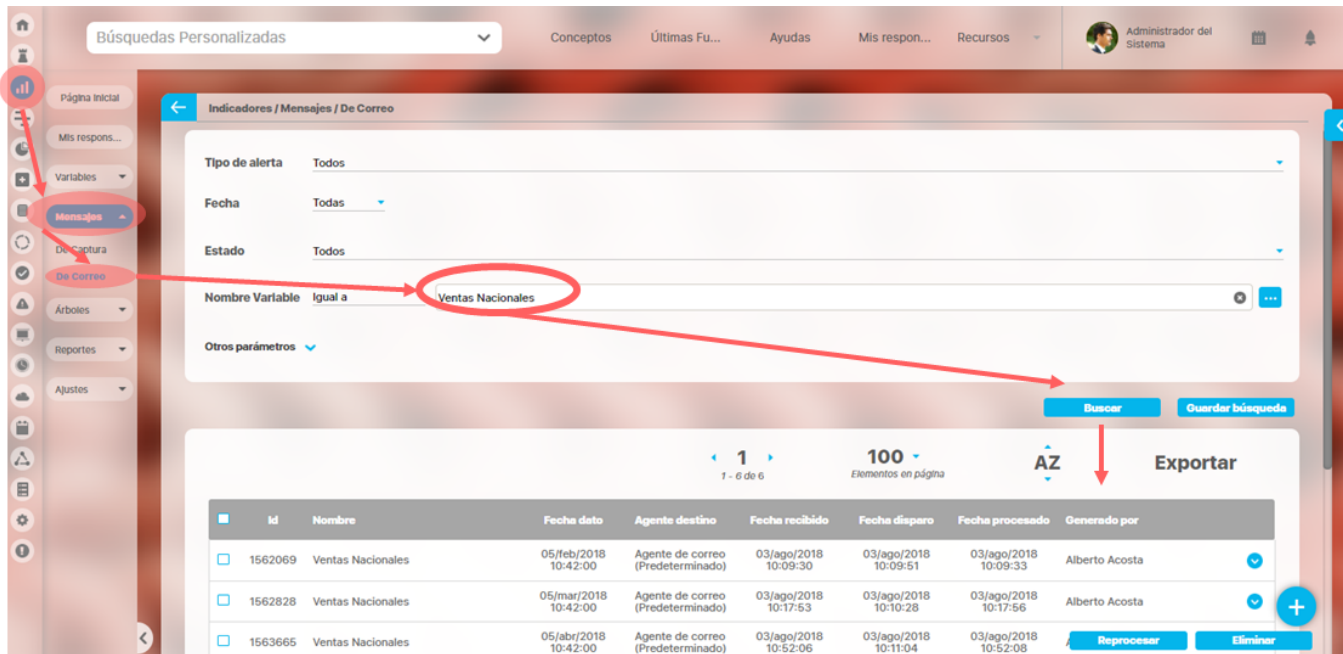 Búsquedas Personalizadas
Conceptos
Últimas Fu...
Ayudas
Mis respon...
Recursos
Administrador del
Sistema
Página Inicial
Mis respons...
Variables
Mensajes
De Captura
De Correo
Árboles
Reportes
Ajustes
Indicadores / Mensajes / De Correo
Tipo de alerta Todos
Fecha Todas
Estado Todos
Nombre Variable Igual a Ventas Nacionales
Otros parámetros
Buscar Guardar búsqueda
1 100 AZ Exportar
1 - 6 de 6 Elementos en página
Id Nombre Fecha dato Agente destino Fecha recibido Fecha disparo Fecha procesado Generado por
1562069 Ventas Nacionales 05/feb/2018 Agente de correo 03/ago/2018 03/ago/2018 03/ago/2018 Alberto Acosta
10:42:00 (Predeterminado) 10:09:30 10:09:51 10:09:33
1562828 Ventas Nacionales 05/mar/2018 Agente de correo 03/ago/2018 03/ago/2018 03/ago/2018 Alberto Acosta
10:42:00 (Predeterminado) 10:17:53 10:10:28 10:17:56
1563665 Ventas Nacionales 05/abr/2018 Agente de correo 03/ago/2018 03/ago/2018 03/ago/2018
10:42:00 (Predeterminado) 10:52:06 10:11:04 10:52:08
Reprocesar Eliminar